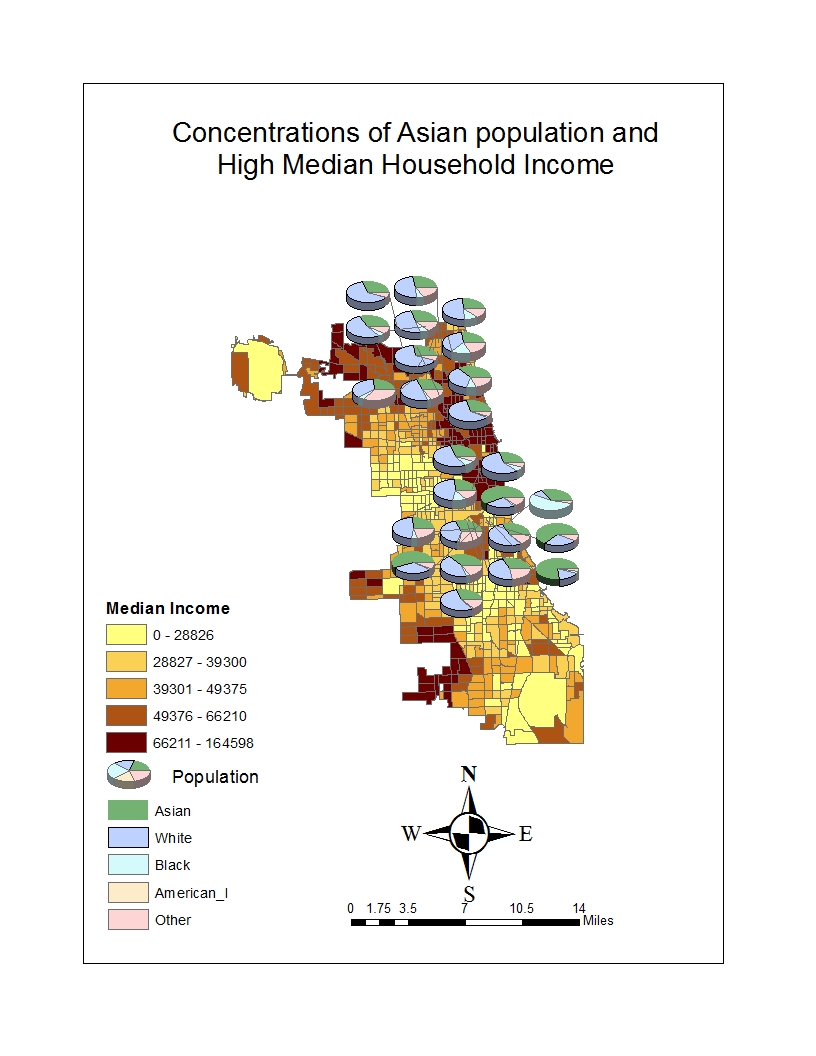 Concentrations of Asian population and
High Median Household Income
Median Income
0 - 28826
28827 - 39300
39301 - 49375
49376 - 66210
66211 - 164598
Population
Asian
White
Black
American_I
Other
N
W E
S
0 1.75 3.5 7 10.5 14
Miles